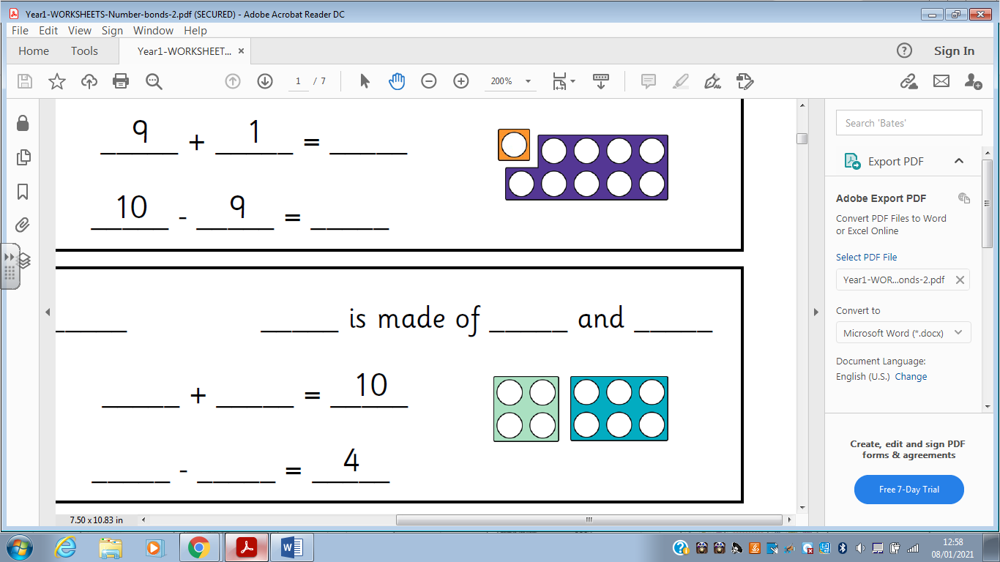 Year1-WORKSHEETS-Number-bonds-2.pdf (SECURED) - Adobe Acrobat Reader DC
File Edit View Sign Window Help
Home Tools Year1-WORKSHEET... × ? Sign In
1 / 7 200%
9 + 1 = _____
10 - 9 = _____
_____ _____ is made of _____ and _____
_____ + _____ = 10
_____ - _____ = 4
7.50 x 10.83 in
Search 'Bates'
Export PDF
Adobe Export PDF
Convert PDF Files to Word
or Excel Online
Select PDF File
Year1-WOR...onds-2.pdf
Convert to
Microsoft Word (*.docx)
Document Language:
English (U.S.) Change
Create, edit and sign PDF
forms & agreements
Free 7-Day Trial
12:58
08/01/2021